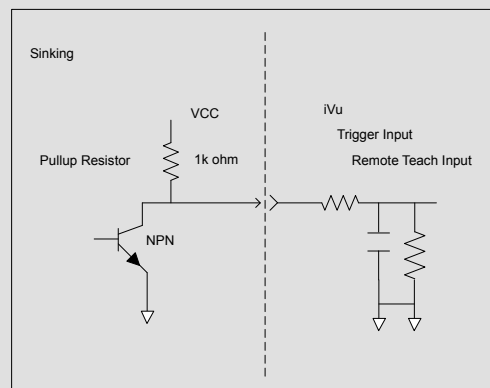 Sinking
iVu
VCC
Trigger Input
Pullup Resistor
1k ohm
Remote Teach Input
NPN